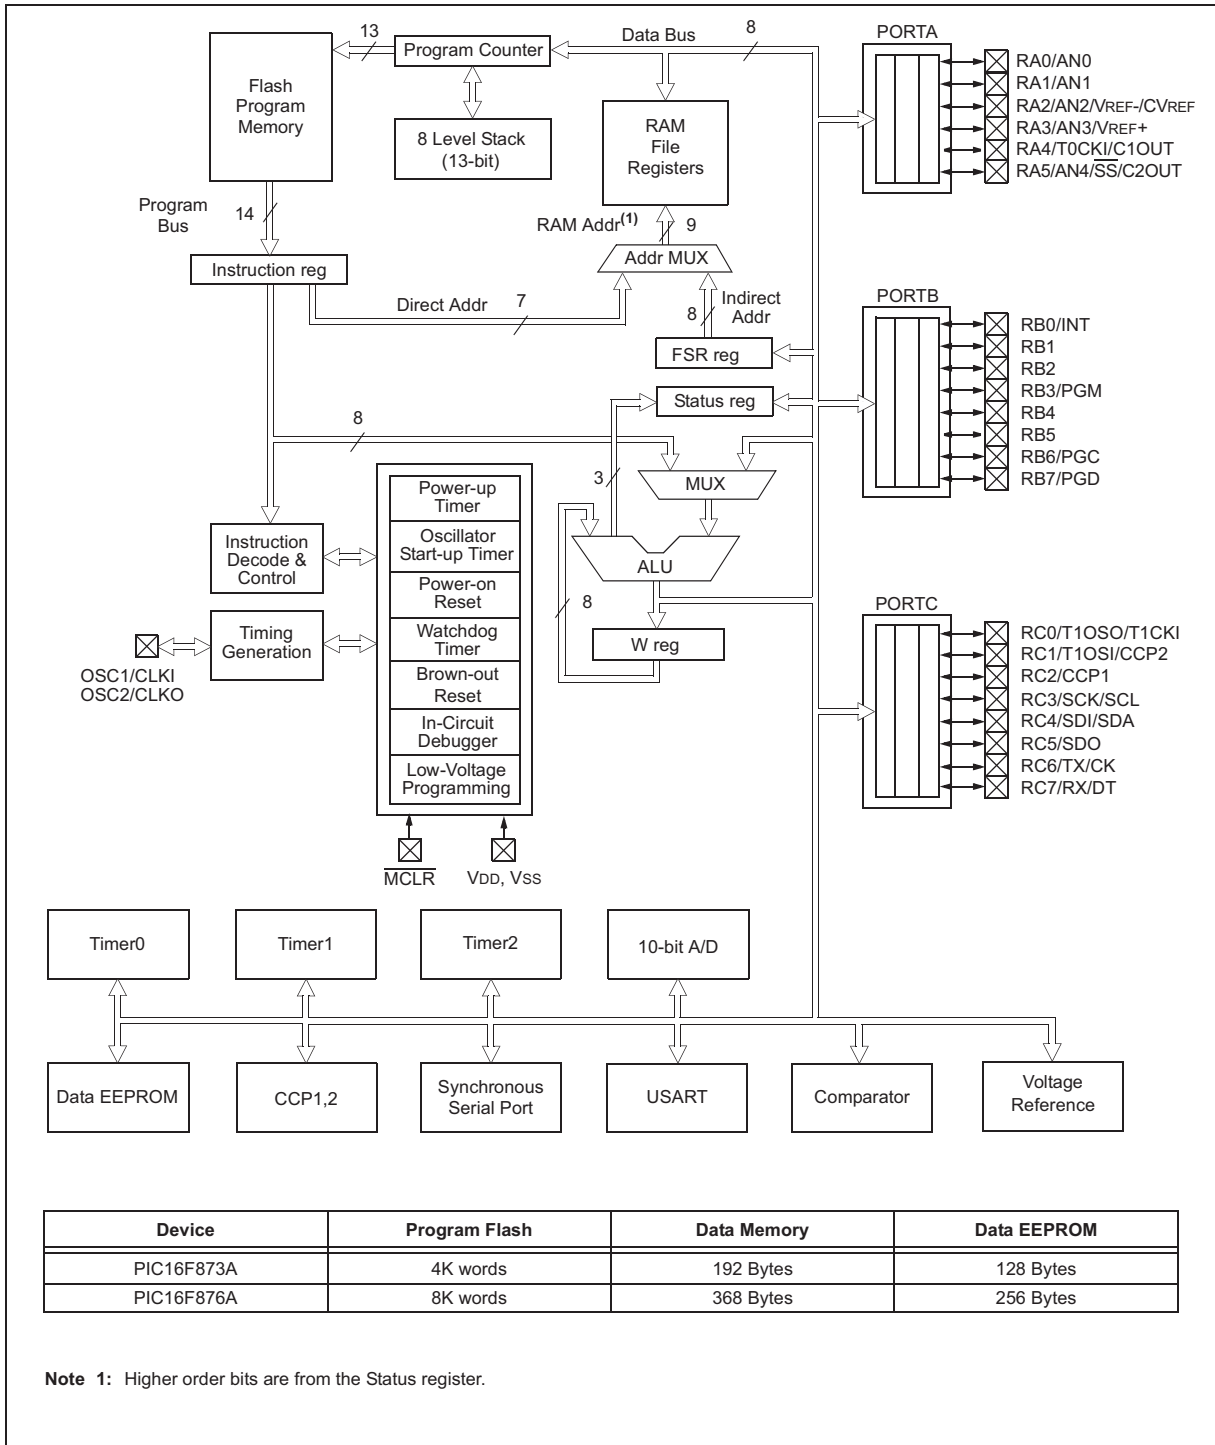 13
Program Counter
Data Bus
8
PORTA
Flash
Program
Memory
8 Level Stack
(13-bit)
RAM
File
Registers
RA0/AN0
RA1/AN1
RA2/AN2/VREF-/CVREF
RA3/AN3/VREF+
RA4/T0CKI/C1OUT
RA5/AN4/SS/C2OUT
Program
Bus
14
RAM Addr(1)
9
Addr MUX
Instruction reg
Direct Addr
7
8
Indirect
Addr
FSR reg
Status reg
PORTB
RB0/INT
RB1
RB2
RB3/PGM
RB4
RB5
RB6/PGC
RB7/PGD
8
3
MUX
ALU
8
W reg
Power-up
Timer
Oscillator
Start-up Timer
Power-on
Reset
Watchdog
Timer
Brown-out
Reset
In-Circuit
Debugger
Low-Voltage
Programming
Instruction
Decode &
Control
Timing
Generation
OSC1/CLKI
OSC2/CLKO
MCLR
VDD, VSS
PORTC
RC0/T1OSO/T1CKI
RC1/T1OSI/CCP2
RC2/CCP1
RC3/SCK/SCL
RC4/SDI/SDA
RC5/SDO
RC6/TX/CK
RC7/RX/DT
Timer0
Timer1
Timer2
10-bit A/D
Data EEPROM
CCP1,2
Synchronous
Serial Port
USART
Comparator
Voltage
Reference
Device Program Flash Data Memory Data EEPROM
PIC16F873A 4K words 192 Bytes 128 Bytes
PIC16F876A 8K words 368 Bytes 256 Bytes
Note 1: Higher order bits are from the Status register.